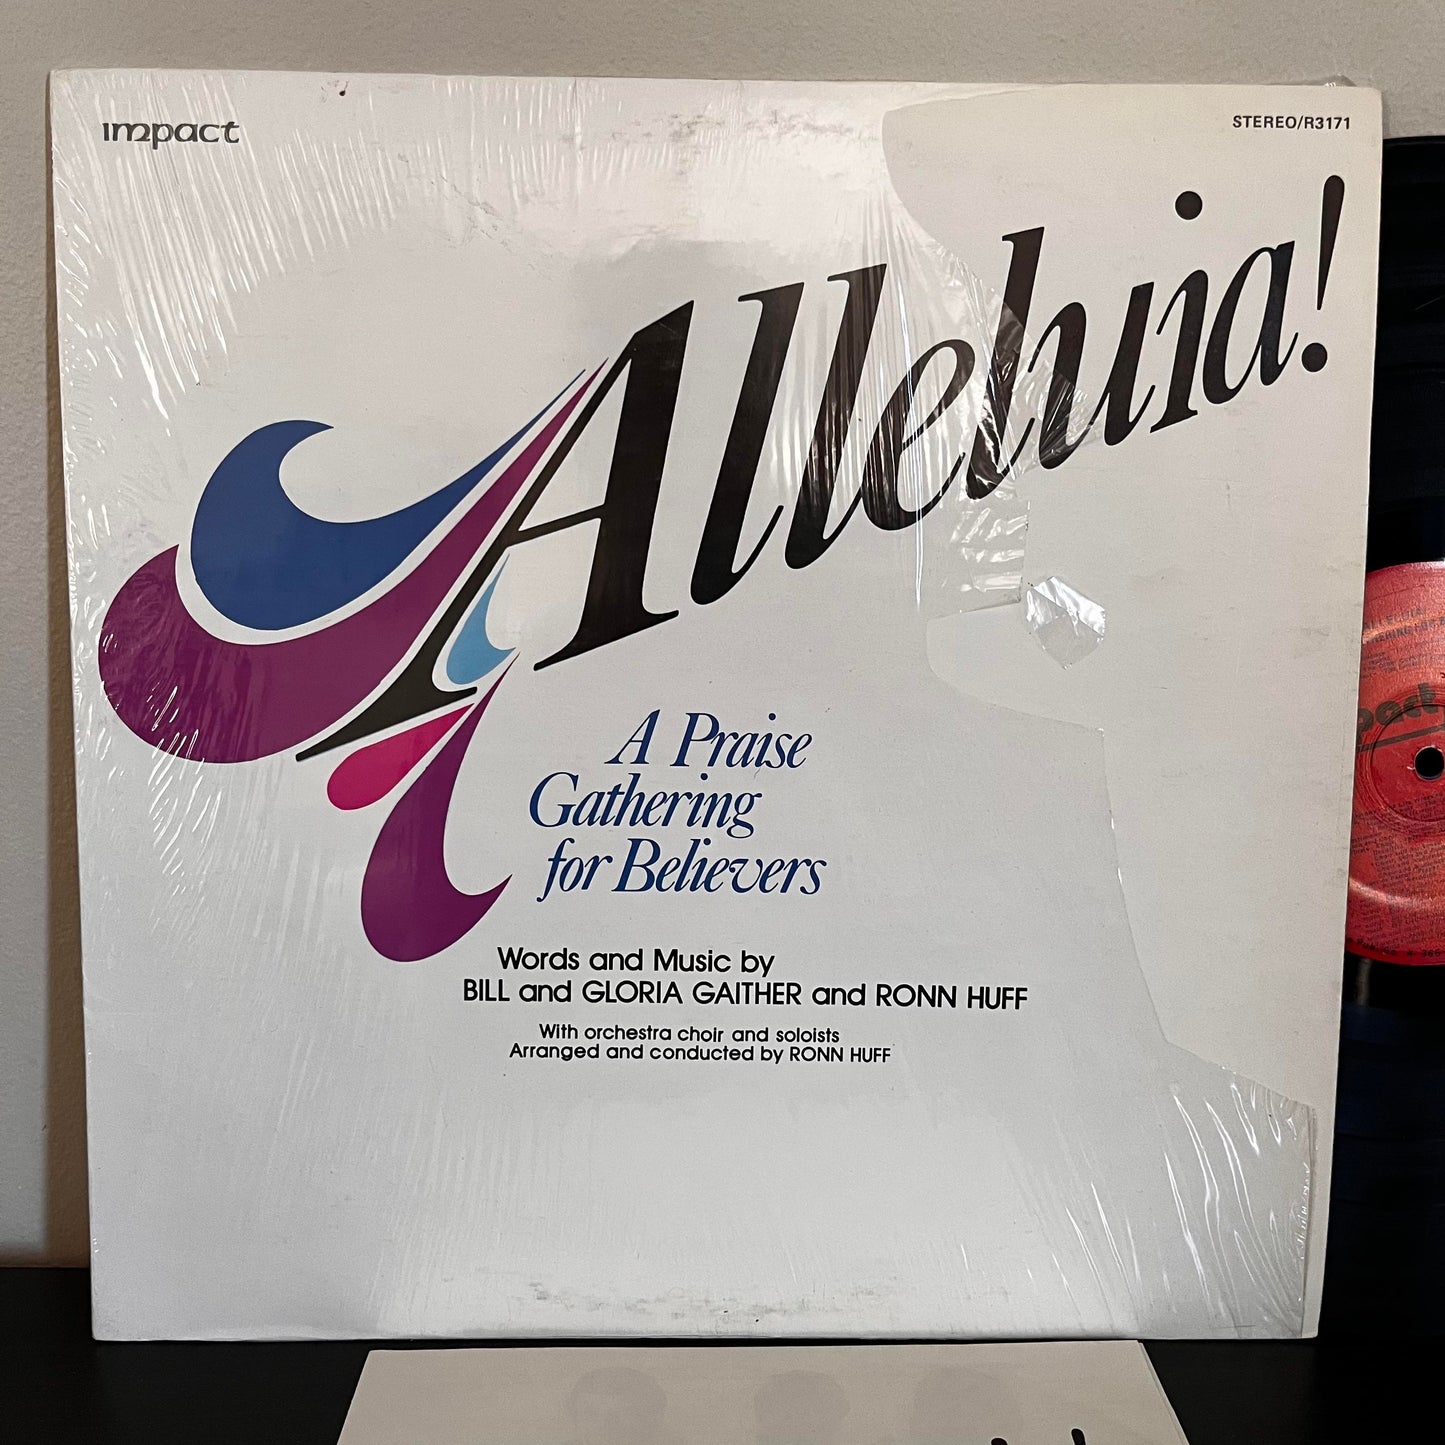 ımpact
STEREO/R3171
Alleluia!
A Praise
Gathering
for Believers
Words and Music by
BILL and GLORIA GAITHER and RONN HUFF
With orchestra choir and soloists
Arranged and conducted by RONN HUFF